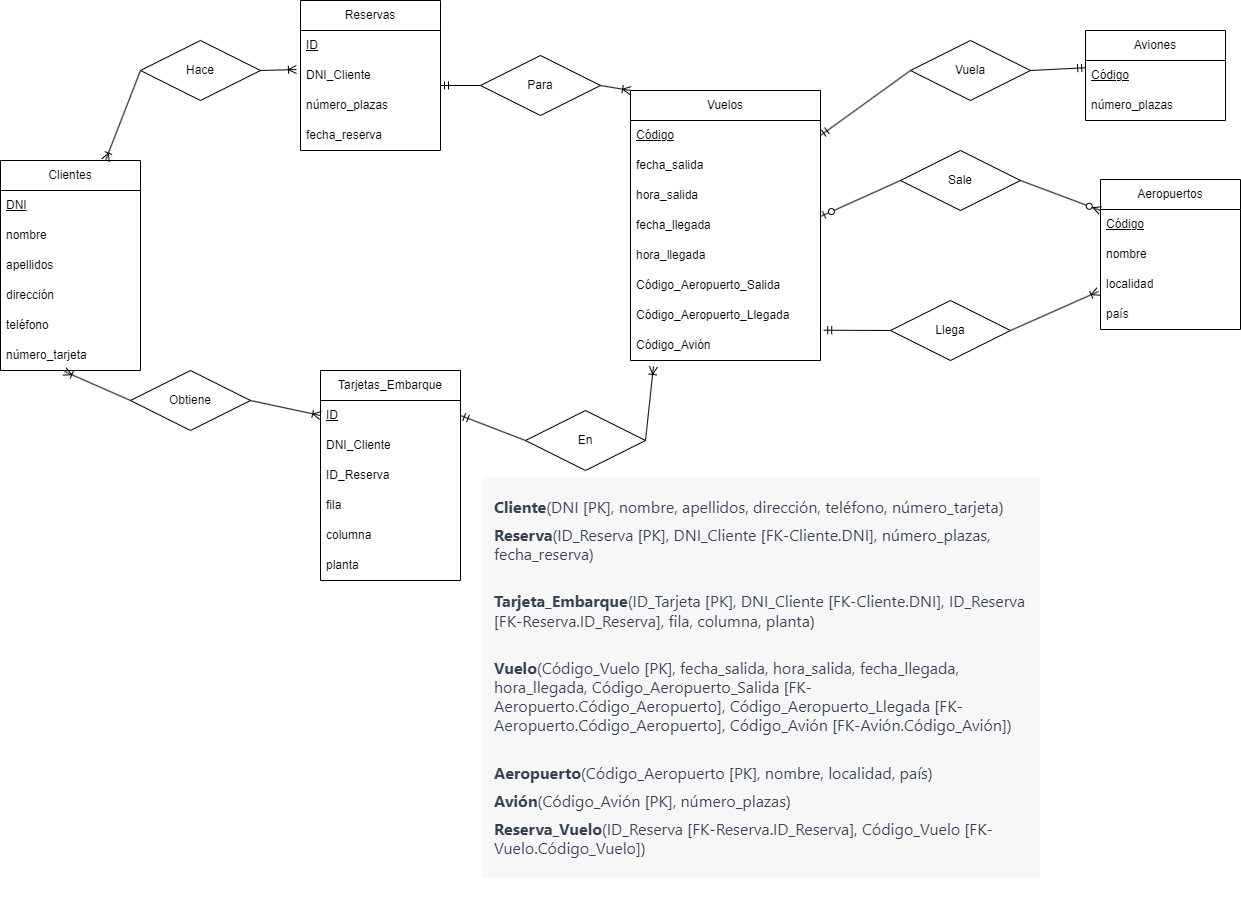 Reservas
ID
DNI_Cliente
número_plazas
fecha_reserva
Hace
Para
Vuela
Aviones
Código
número_plazas
Vuelos
Código
fecha_salida
hora_salida
fecha_llegada
hora_llegada
Código_Aeropuerto_Salida
Código_Aeropuerto_Llegada
Código_Avión
Sale
Aeropuertos
Código
nombre
localidad
país
Llega
Clientes
DNI
nombre
apellidos
dirección
teléfono
número_tarjeta
Obtiene
Tarjetas_Embarque
ID
DNI_Cliente
ID_Reserva
fila
columna
planta
En
Cliente(DNI [PK], nombre, apellidos, dirección, teléfono, número_tarjeta)
Reserva(ID_Reserva [PK], DNI_Cliente [FK-Cliente.DNI], número_plazas,
fecha_reserva)
Tarjeta_Embarque(ID_Tarjeta [PK], DNI_Cliente [FK-Cliente.DNI], ID_Reserva
[FK-Reserva.ID_Reserva], fila, columna, planta)
Vuelo(Código_Vuelo [PK], fecha_salida, hora_salida, fecha_llegada,
hora_llegada, Código_Aeropuerto_Salida [FK-
Aeropuerto.Código_Aeropuerto], Código_Aeropuerto_Llegada [FK-
Aeropuerto.Código_Aeropuerto], Código_Avión [FK-Avión.Código_Avión])
Aeropuerto(Código_Aeropuerto [PK], nombre, localidad, país)
Avión(Código_Avión [PK], número_plazas)
Reserva_Vuelo(ID_Reserva [FK-Reserva.ID_Reserva], Código_Vuelo [FK-
Vuelo.Código_Vuelo])